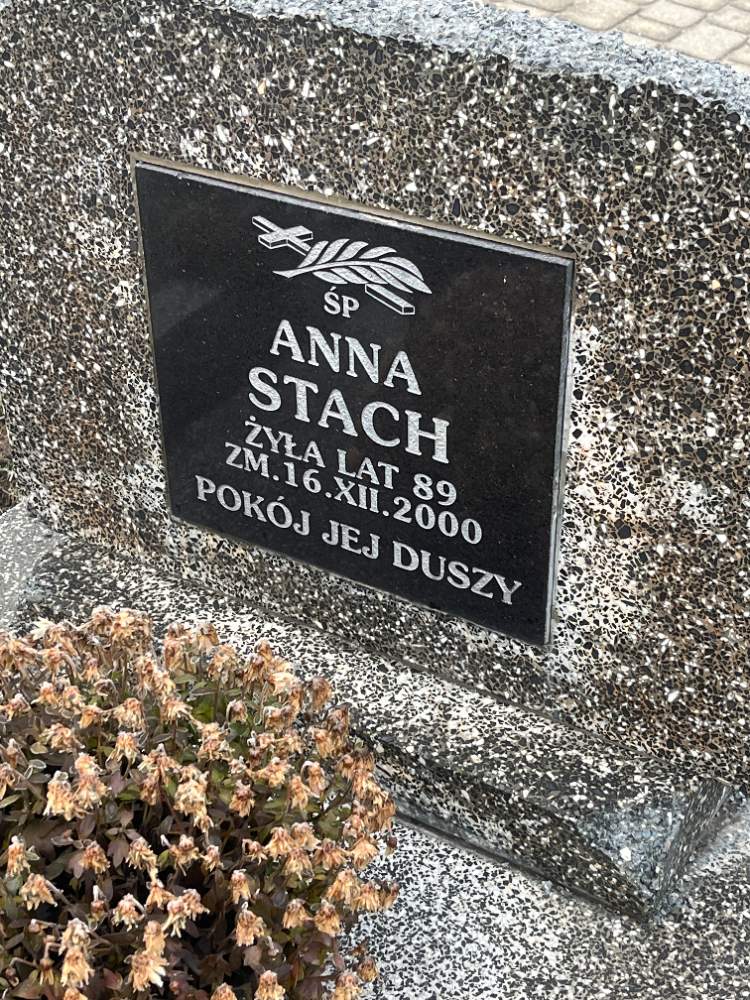 ŚP
ANNA
STACH
ŻYŁA LAT 89
ZM.16.XII.2000
POKÓJ JEJ DUSZY